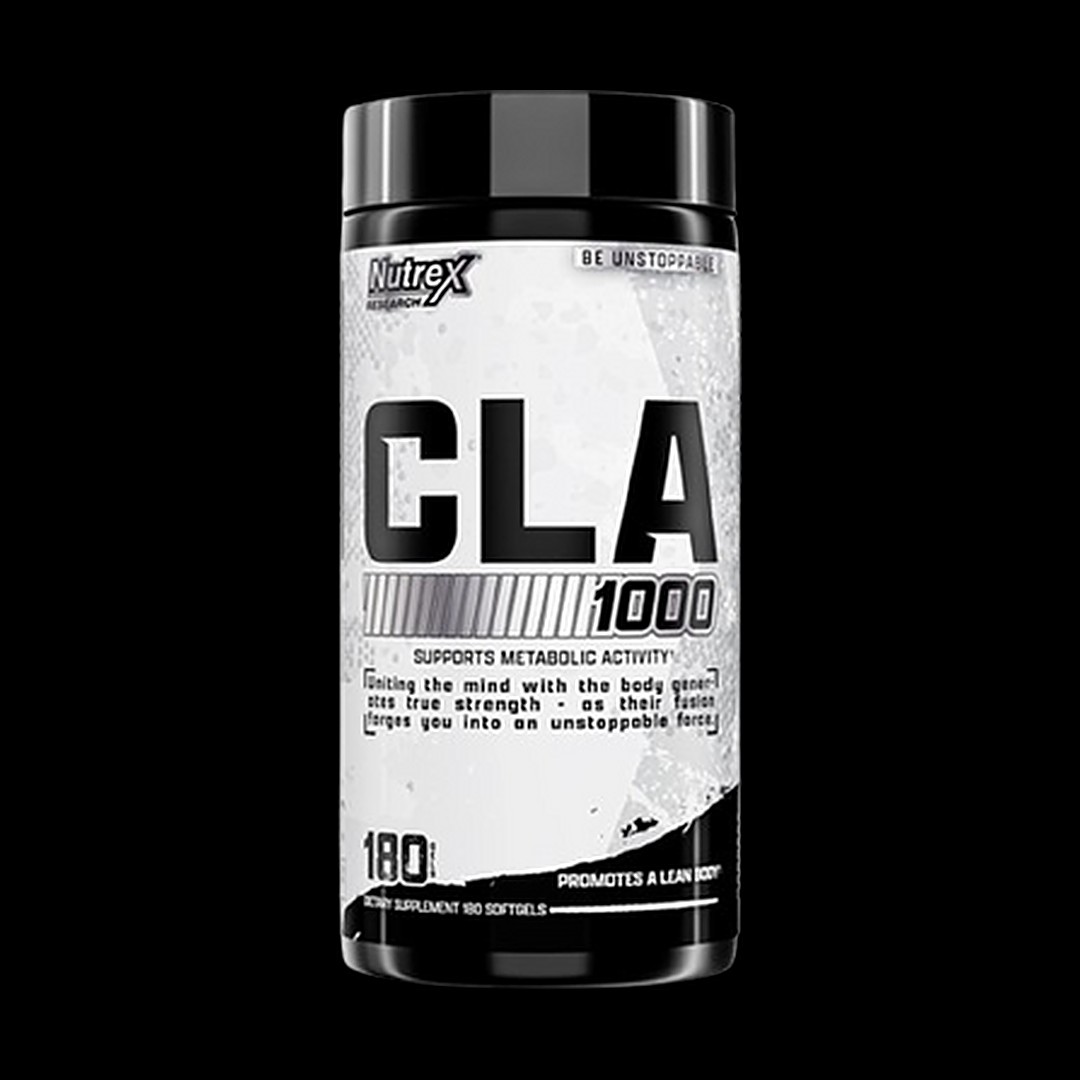 Nutrex
RESEARCH
BE UNSTOPPABLE
CLA
1000
SUPPORTS METABOLIC ACTIVITY*
Uniting the mind with the body gener-
ates true strength - as their fusion
forges you into an unstoppable force.
180
PROMOTES A LEAN BODY*
DIETARY SUPPLEMENT 180 SOFTGELS